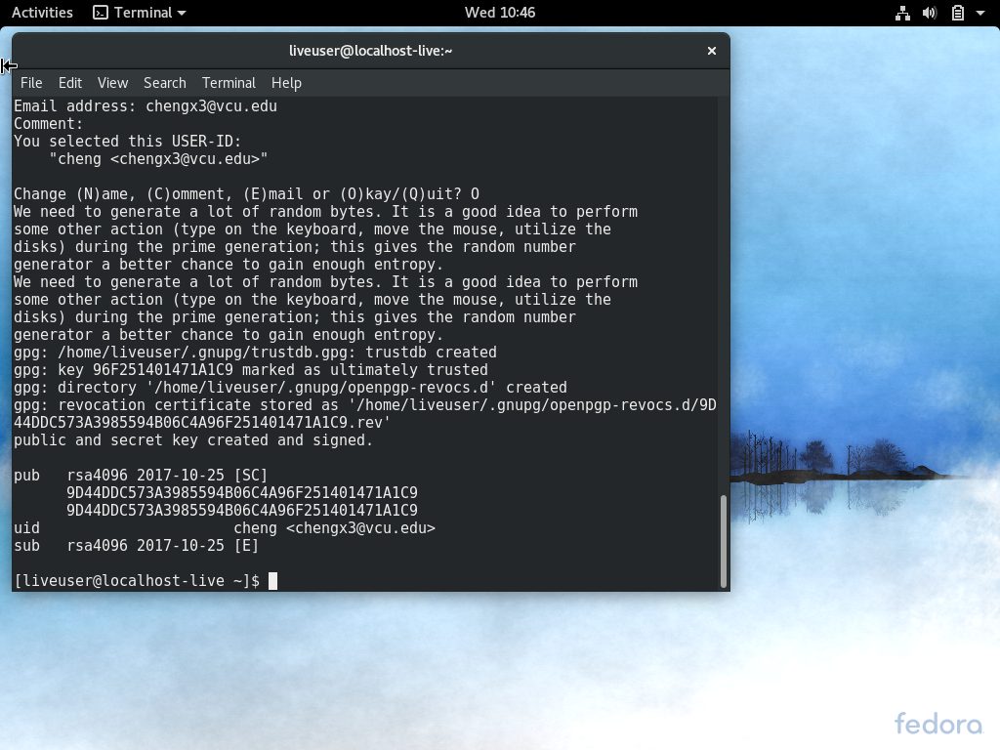 Activities Terminal Wed 10:46
liveuser@localhost-live:~ ×
File Edit View Search Terminal Help
Email address: chengx3@vcu.edu
Comment:
You selected this USER-ID:
    "cheng <chengx3@vcu.edu>"

Change (N)ame, (C)omment, (E)mail or (O)kay/(Q)uit? O
We need to generate a lot of random bytes. It is a good idea to perform
some other action (type on the keyboard, move the mouse, utilize the
disks) during the prime generation; this gives the random number
generator a better chance to gain enough entropy.
We need to generate a lot of random bytes. It is a good idea to perform
some other action (type on the keyboard, move the mouse, utilize the
disks) during the prime generation; this gives the random number
generator a better chance to gain enough entropy.
gpg: /home/liveuser/.gnupg/trustdb.gpg: trustdb created
gpg: key 96F251401471A1C9 marked as ultimately trusted
gpg: directory '/home/liveuser/.gnupg/openpgp-revocs.d' created
gpg: revocation certificate stored as '/home/liveuser/.gnupg/openpgp-revocs.d/9D
44DDC573A3985594B06C4A96F251401471A1C9.rev'
public and secret key created and signed.

pub   rsa4096 2017-10-25 [SC]
      9D44DDC573A3985594B06C4A96F251401471A1C9
      9D44DDC573A3985594B06C4A96F251401471A1C9
uid                      cheng <chengx3@vcu.edu>
sub   rsa4096 2017-10-25 [E]

[liveuser@localhost-live ~]$
fedora